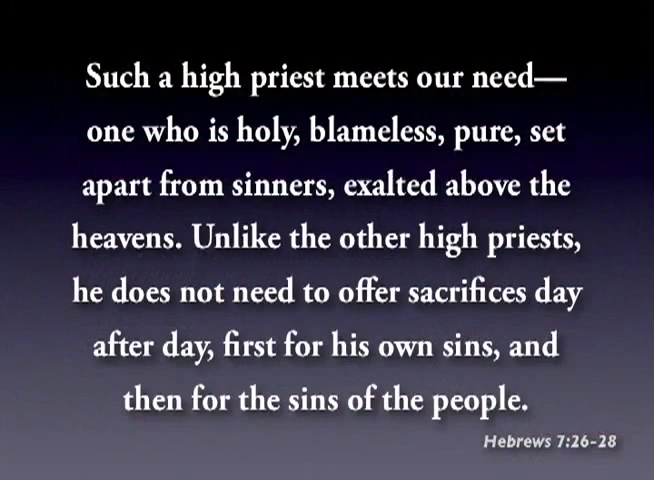 Such a high priest meets our need—
one who is holy, blameless, pure, set
apart from sinners, exalted above the
heavens. Unlike the other high priests,
he does not need to offer sacrifices day
after day, first for his own sins, and
then for the sins of the people.
Hebrews 7:26-28